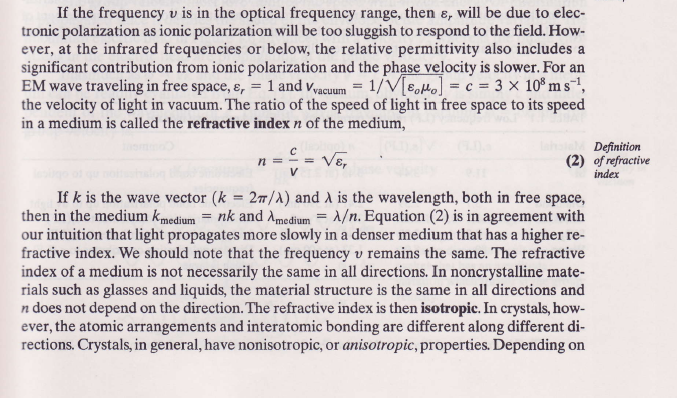 If the frequency υ is in the optical frequency range, then εr will be due to elec-
tronic polarization as ionic polarization will be too sluggish to respond to the field. How-
ever, at the infrared frequencies or below, the relative permittivity also includes a
significant contribution from ionic polarization and the phase velocity is slower. For an
EM wave traveling in free space, εr = 1 and vvacuum = 1/√[εoμo] = c = 3 × 10⁸ m s⁻¹,
the velocity of light in vacuum. The ratio of the speed of light in free space to its speed
in a medium is called the refractive index n of the medium,
n = c/v = √εr (2) Definition of refractive index
If k is the wave vector (k = 2π/λ) and λ is the wavelength, both in free space,
then in the medium kmedium = nk and λmedium = λ/n. Equation (2) is in agreement with
our intuition that light propagates more slowly in a denser medium that has a higher re-
fractive index. We should note that the frequency υ remains the same. The refractive
index of a medium is not necessarily the same in all directions. In noncrystalline mate-
rials such as glasses and liquids, the material structure is the same in all directions and
n does not depend on the direction. The refractive index is then isotropic. In crystals, how-
ever, the atomic arrangements and interatomic bonding are different along different di-
rections. Crystals, in general, have nonisotropic, or anisotropic, properties. Depending on